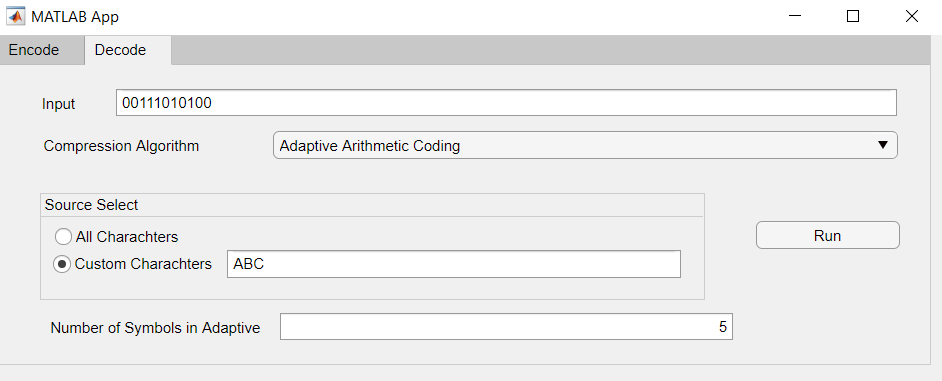 MATLAB App
Encode Decode
Input 00111010100
Compression Algorithm Adaptive Arithmetic Coding
Source Select
All Charachters
Custom Charachters ABC
Run
Number of Symbols in Adaptive 5